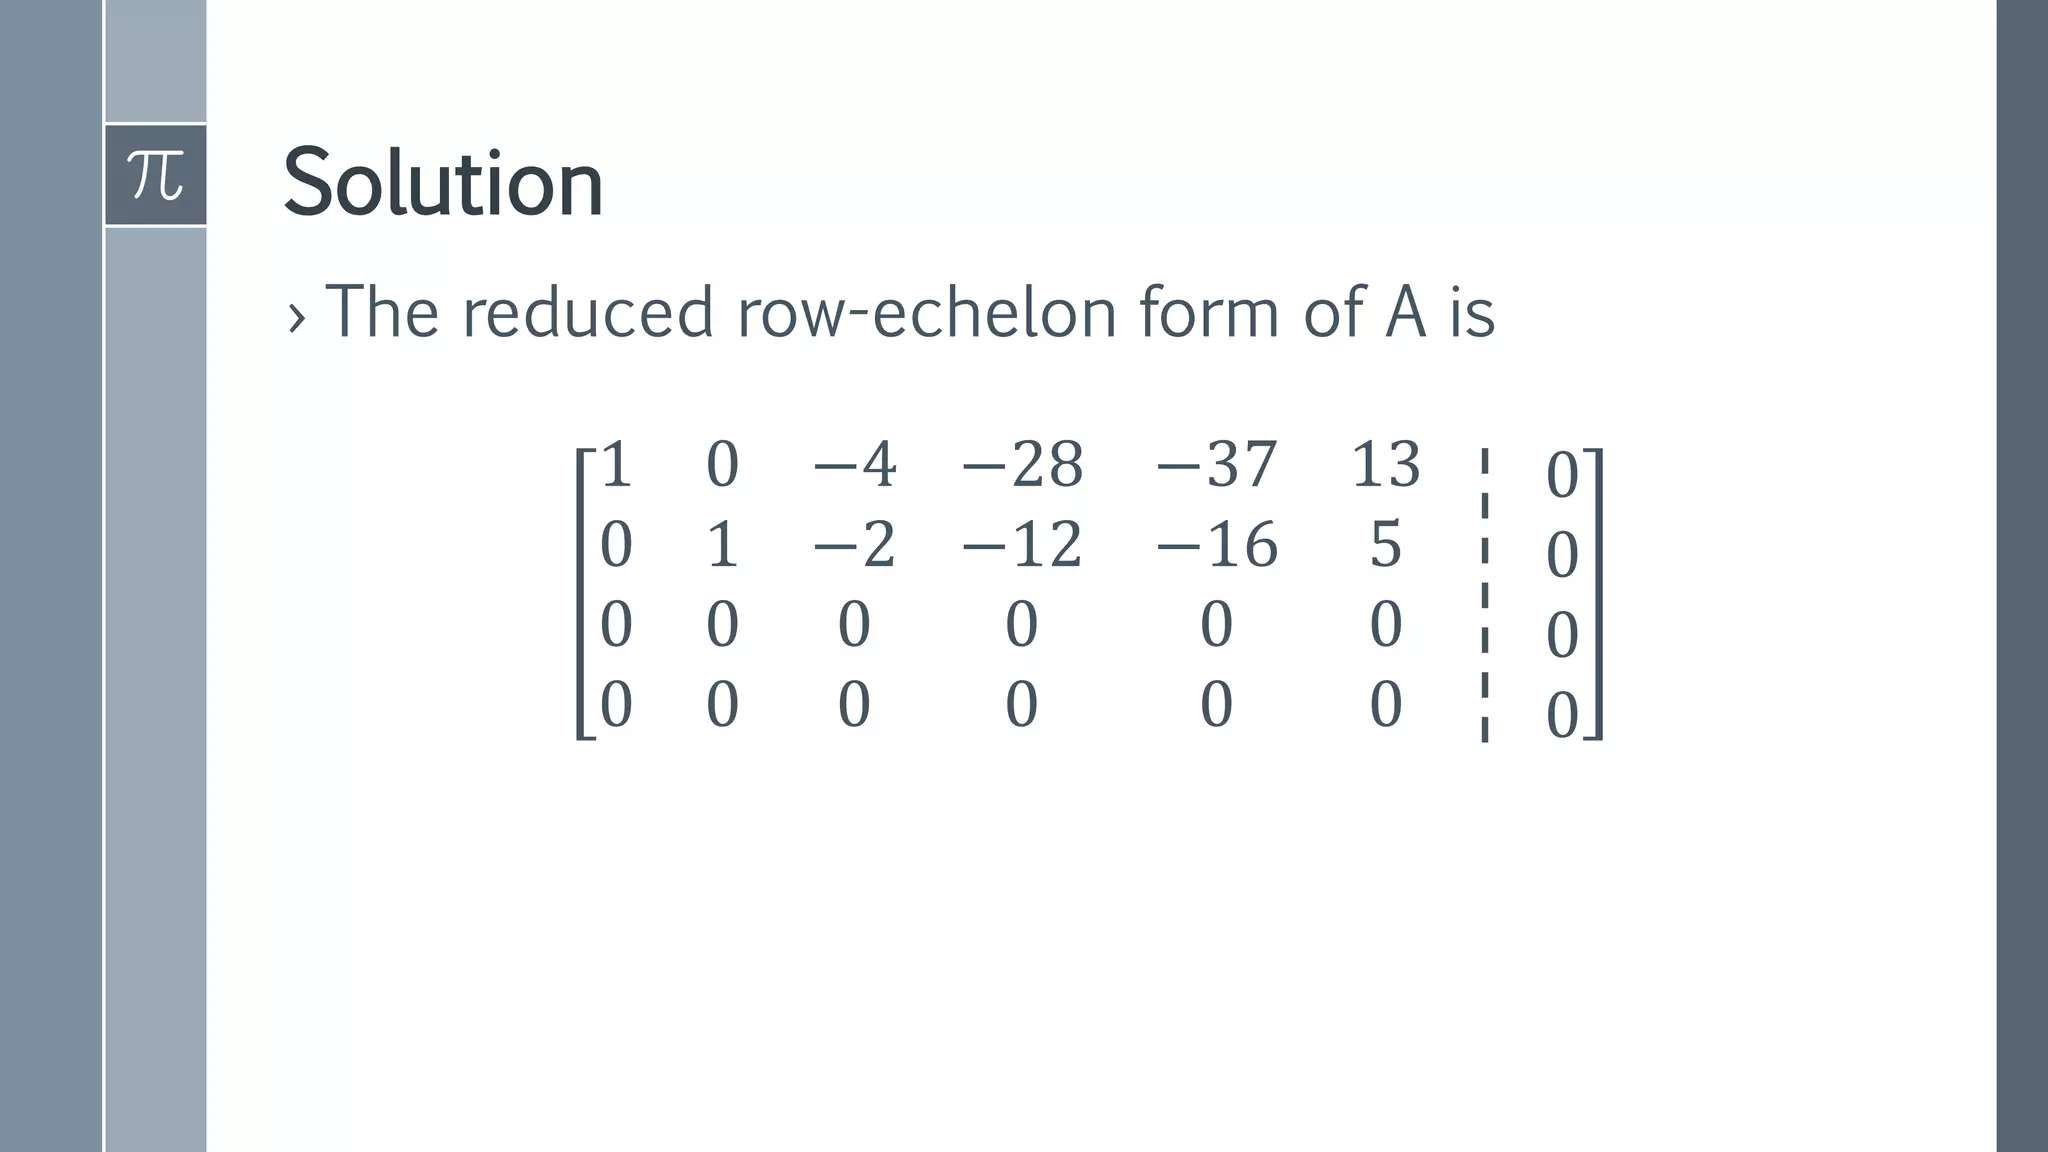 π
Solution
› The reduced row-echelon form of A is
1 0 −4 −28 −37 13 0
0 1 −2 −12 −16 5 0
0 0 0 0 0 0 0
0 0 0 0 0 0 0